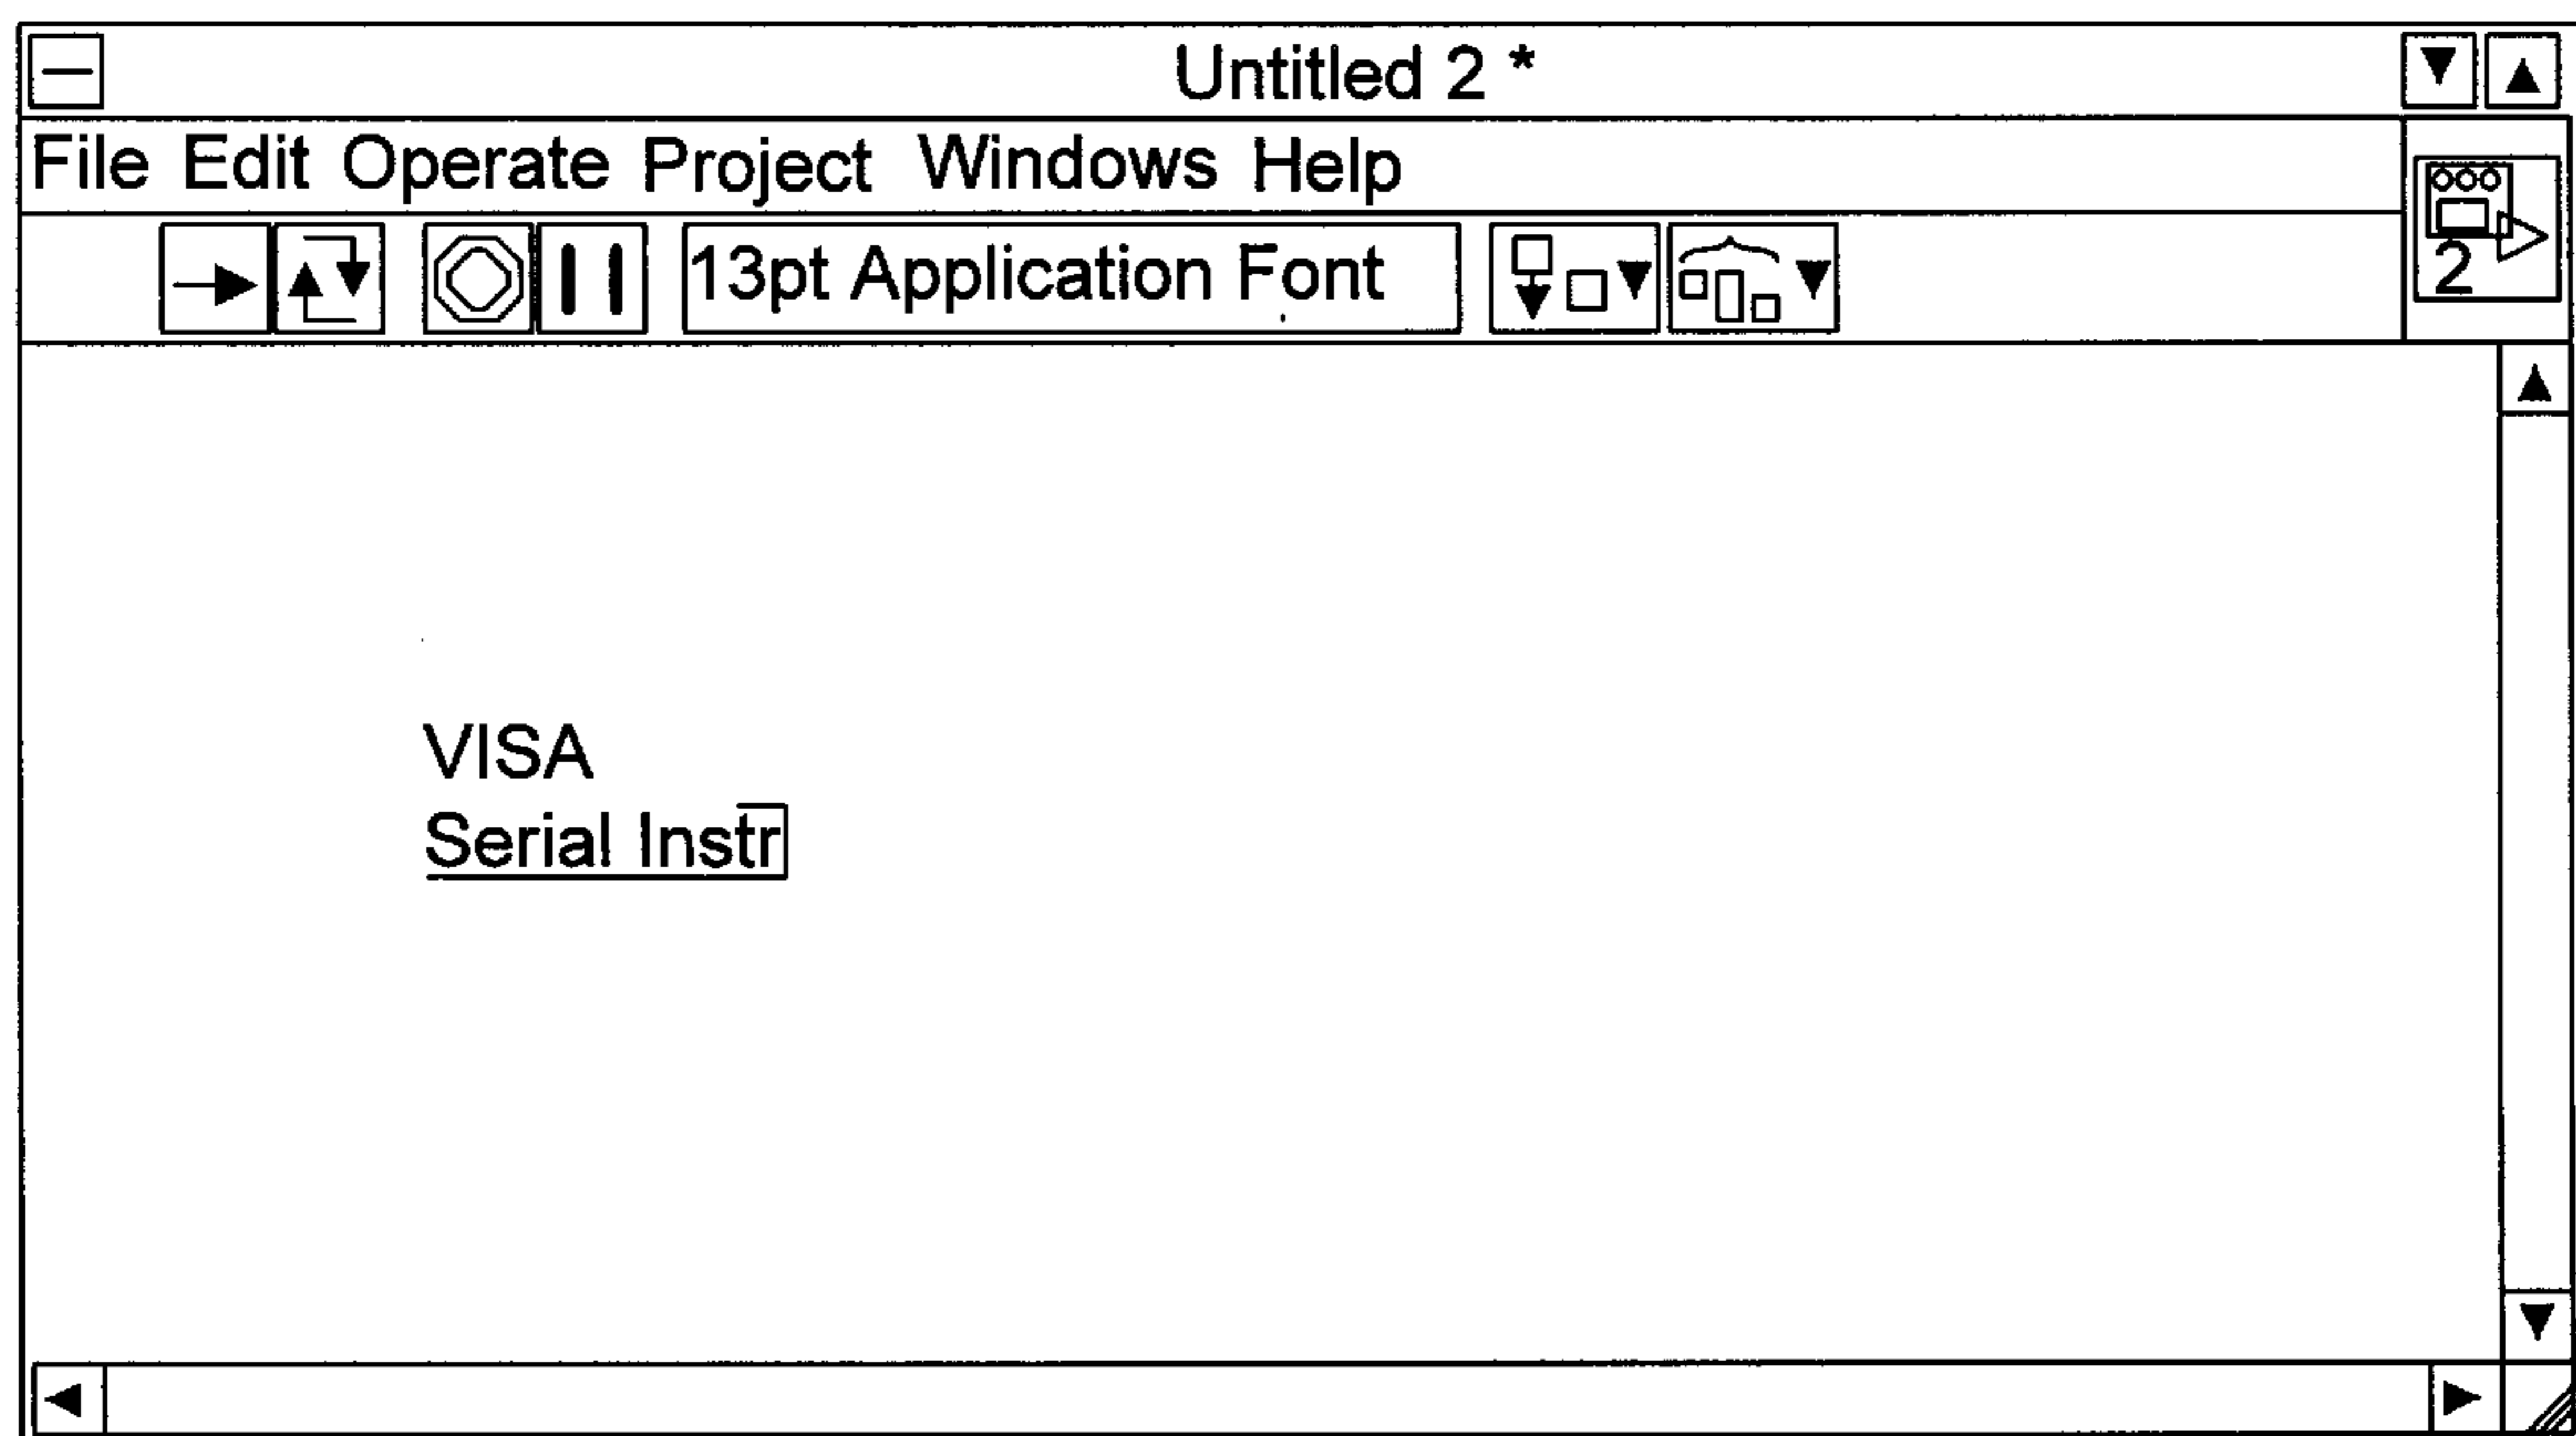 Untitled 2 *
File Edit Operate Project Windows Help
13pt Application Font
2
VISA
Serial Instr